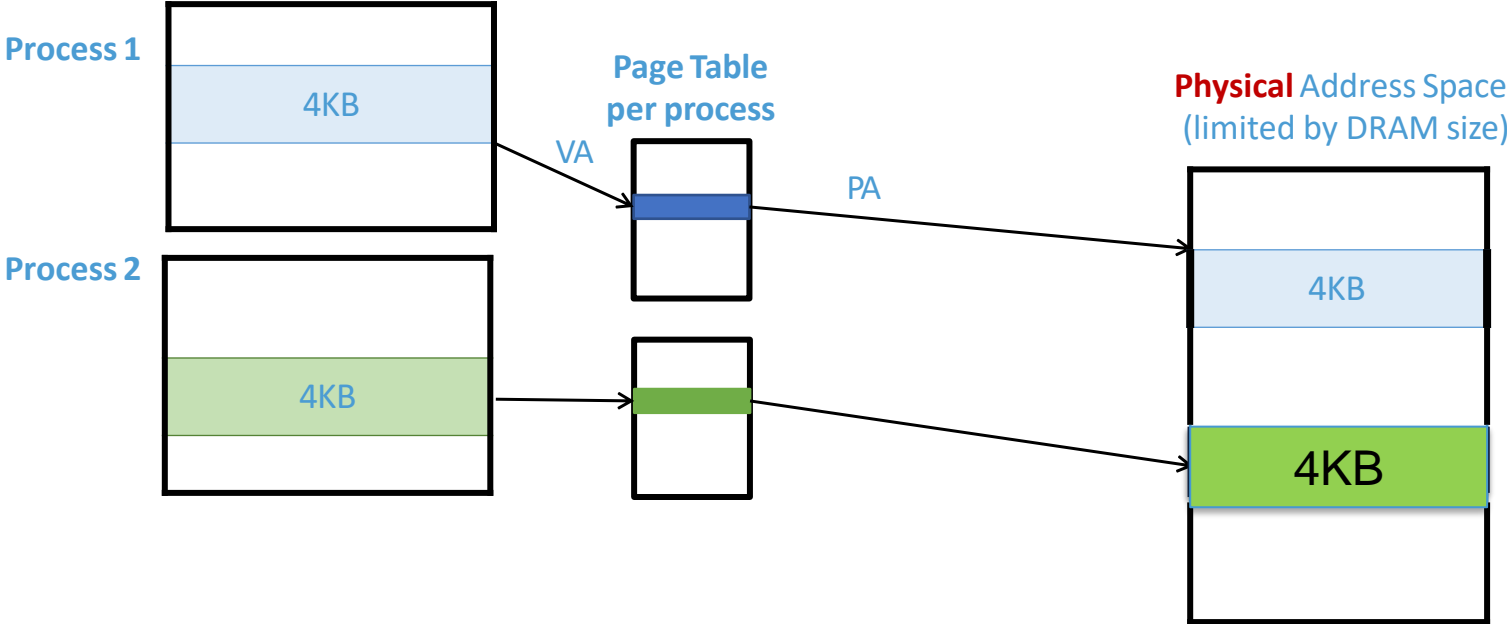 Process 1
4KB
Page Table
per process
VA
PA
Physical Address Space
(limited by DRAM size)
4KB
Process 2
4KB
4KB